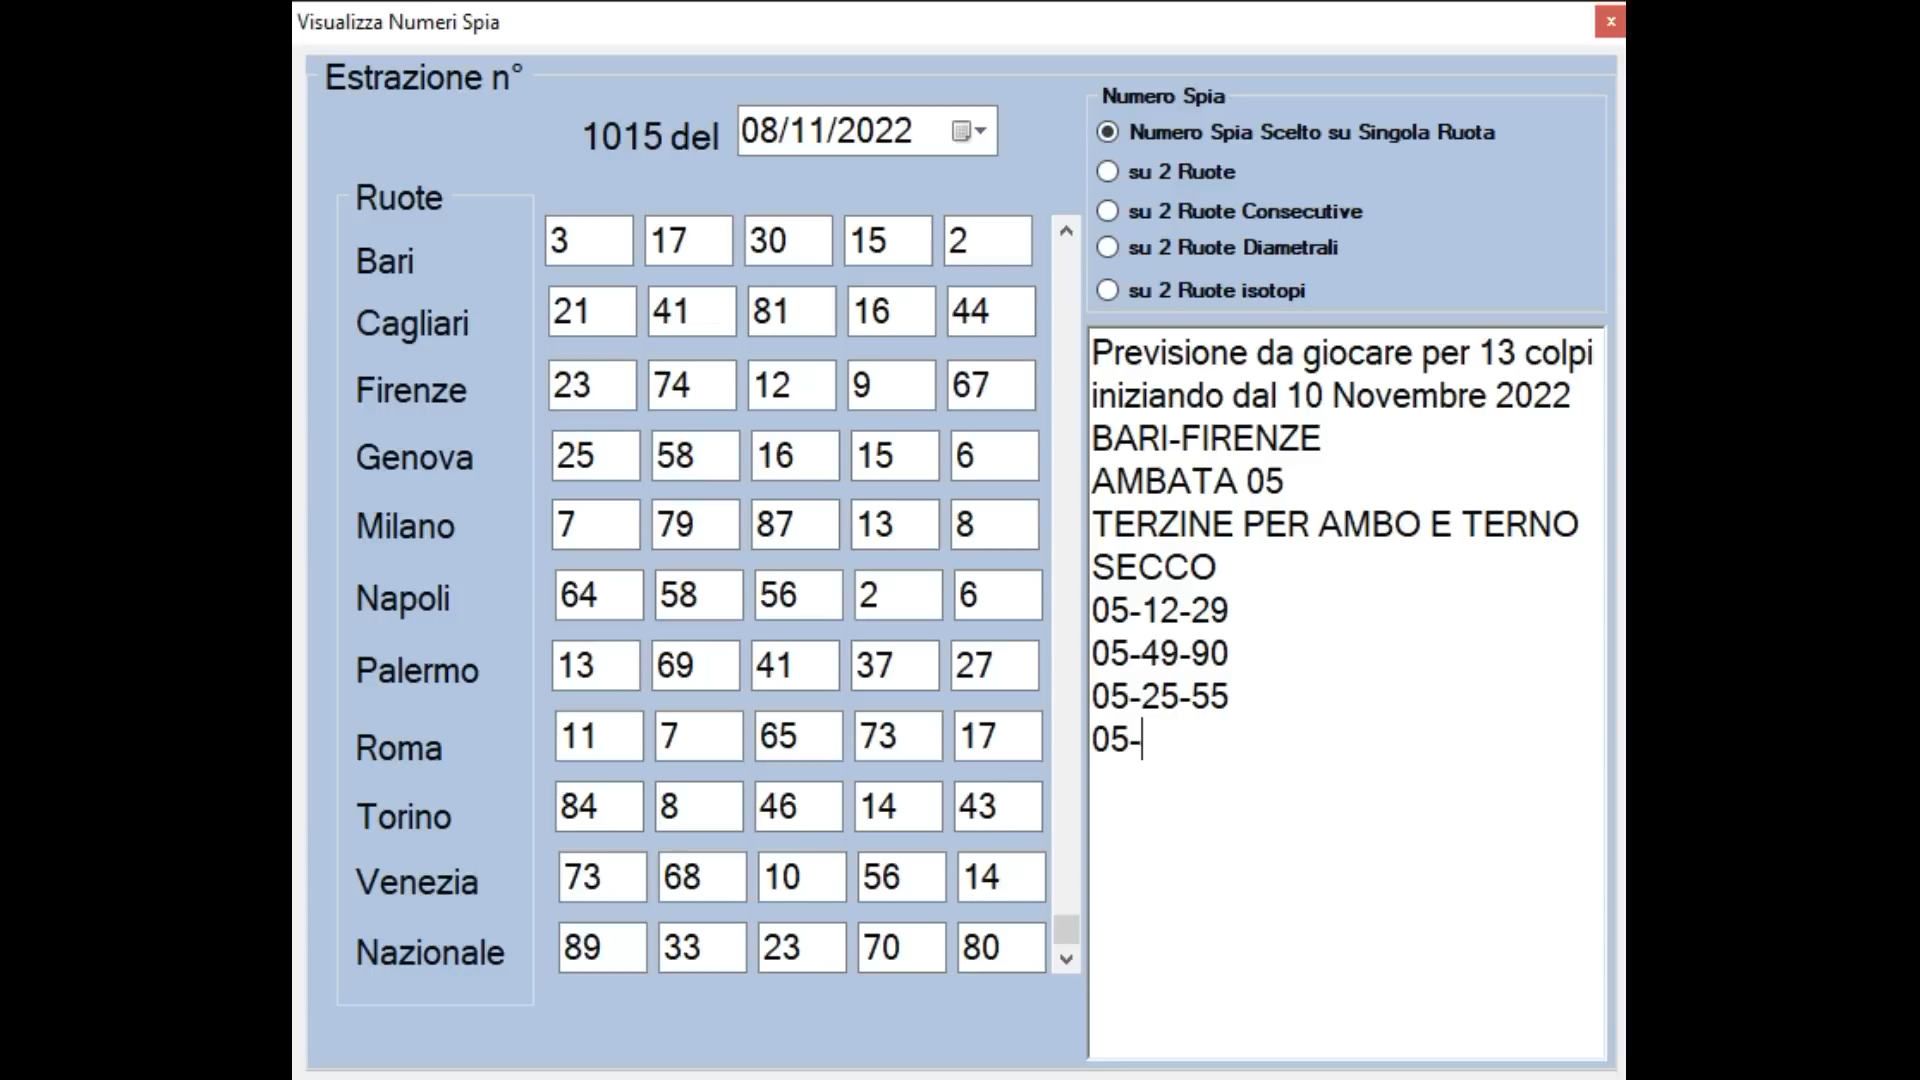 Visualizza Numeri Spia
x
Estrazione n°
1015 del 08/11/2022
Ruote
Bari 3 17 30 15 2
Cagliari 21 41 81 16 44
Firenze 23 74 12 9 67
Genova 25 58 16 15 6
Milano 7 79 87 13 8
Napoli 64 58 56 2 6
Palermo 13 69 41 37 27
Roma 11 7 65 73 17
Torino 84 8 46 14 43
Venezia 73 68 10 56 14
Nazionale 89 33 23 70 80
Numero Spia
Numero Spia Scelto su Singola Ruota
su 2 Ruote
su 2 Ruote Consecutive
su 2 Ruote Diametrali
su 2 Ruote isotopi
Previsione da giocare per 13 colpi
iniziando dal 10 Novembre 2022
BARI-FIRENZE
AMBATA 05
TERZINE PER AMBO E TERNO
SECCO
05-12-29
05-49-90
05-25-55
05-